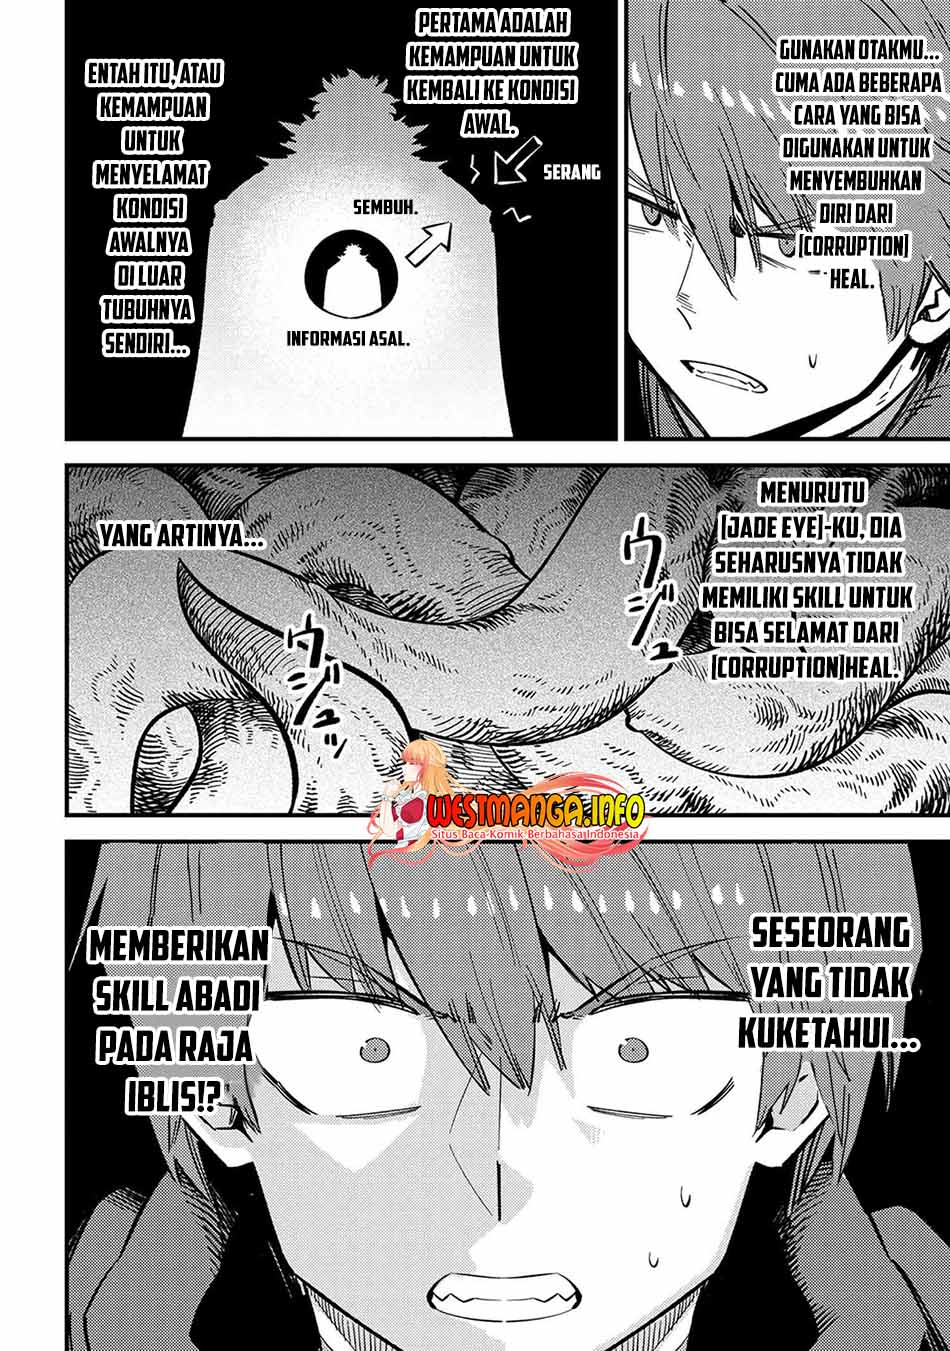 GUNAKAN OTAKMU...
CUMA ADA BEBERAPA
CARA YANG BISA
DIGUNAKAN UNTUK
MENYEMBUHKAN
DIRI DARI
[CORRUPTION]
HEAL.
PERTAMA ADALAH
KEMAMPUAN UNTUK
KEMBALI KE KONDISI
AWAL.
SERANG
SEMBUH.
INFORMASI ASAL.
ENTAH ITU, ATAU
KEMAMPUAN
UNTUK
MENYELAMAT
KONDISI
AWALNYA
DI LUAR
TUBUHNYA
SENDIRI...
MENURUTU
[JADE EYE]-KU, DIA
SEHARUSNYA TIDAK
MEMILIKI SKILL UNTUK
BISA SELAMAT DARI
[CORRUPTION]HEAL.
ウジュ
ウジュ
YANG ARTINYA...
WESTMANGA.INFO
Situs Baca Komik Berbahasa Indonesia
SESEORANG
YANG TIDAK
KUKETAHUI...
MEMBERIKAN
SKILL ABADI
PADA RAJA
IBLIS!?